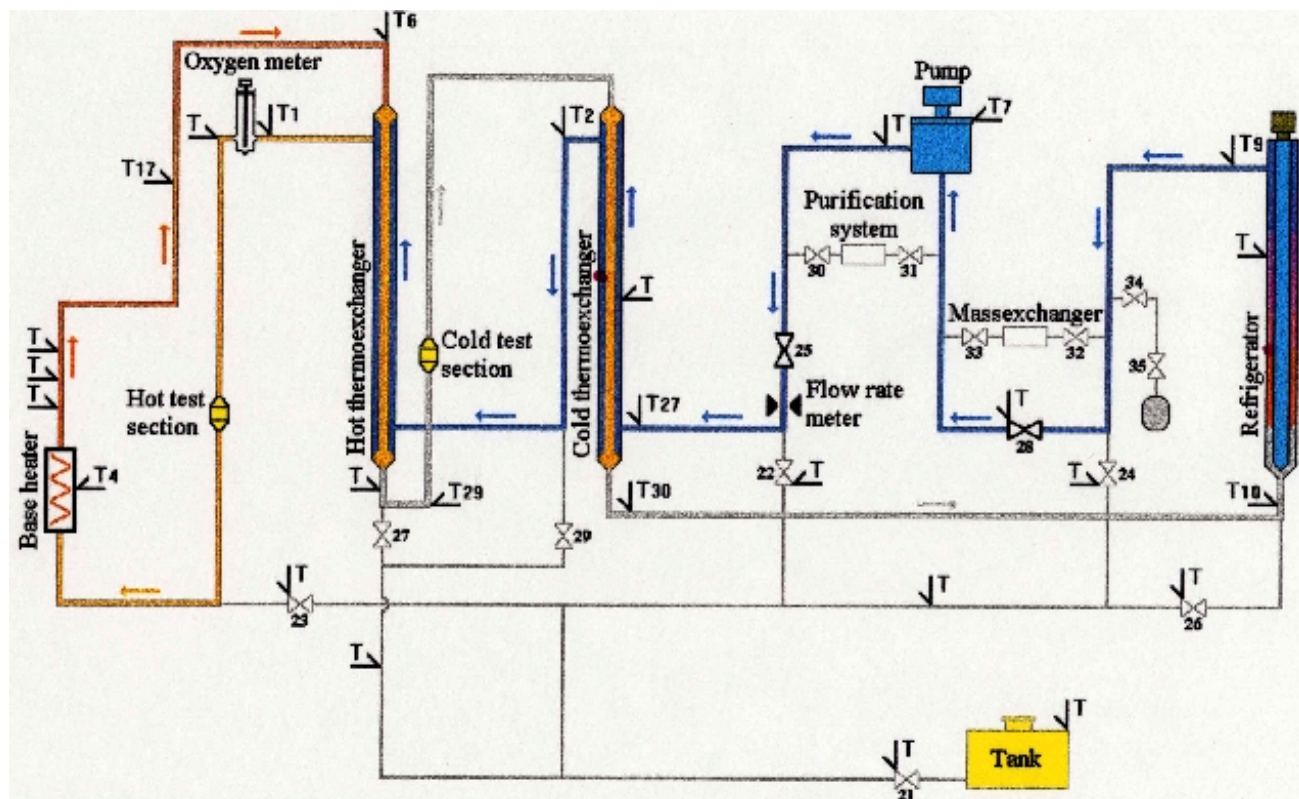 T6
Oxygen meter
Pump
T
T1
T2
T
T7
T9
T17
Purification
system
T
30
31
T
Hot thermoexchanger
Cold thermoexchanger
34
Massexchanger
T
T
T
Cold test
section
25
33
32
35
Refrigerator
Hot test
section
Flow rate
meter
T27
T
28
Base heater
T4
T
T29
T30
22
T
T
24
T10
27
29
T
23
T
T
26
T
T
T
Tank
21